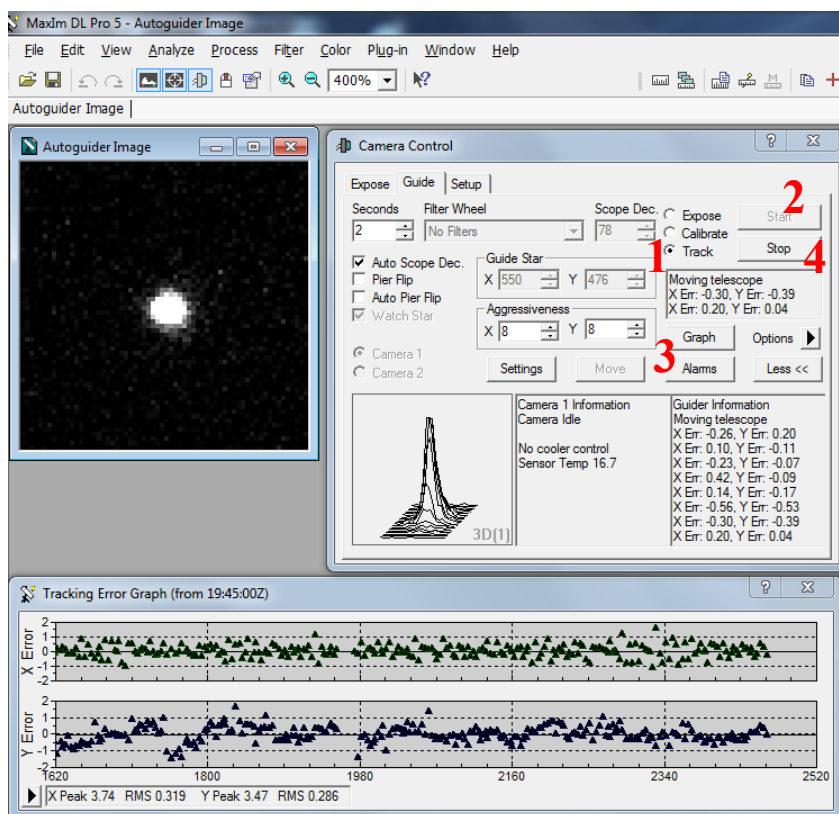 MaxIm DL Pro 5 - Autoguider Image
File Edit View Analyze Process Filter Color Plug-in Window Help
400%
Autoguider Image
Autoguider Image
Camera Control
Expose Guide Setup
Seconds Filter Wheel Scope Dec.
2 No Filters 78
Expose
Calibrate
Track
Start
Stop
1
2
4
Auto Scope Dec.
Pier Flip
Auto Pier Flip
Watch Star
Camera 1
Camera 2
Guide Star
X 550 Y 476
Aggressiveness
X 8 Y 8
Settings Move
Moving telescope
X Err: -0.30, Y Err: -0.39
X Err: 0.20, Y Err: 0.04
Graph Options
3
Alarms Less <<
3D(1)
Camera 1 Information
Camera Idle
No cooler control
Sensor Temp 16.7
Guider Information
Moving telescope
X Err: -0.26, Y Err: 0.20
X Err: 0.10, Y Err: -0.11
X Err: -0.23, Y Err: -0.07
X Err: 0.42, Y Err: -0.09
X Err: 0.14, Y Err: -0.17
X Err: -0.56, Y Err: -0.53
X Err: -0.30, Y Err: -0.39
X Err: 0.20, Y Err: 0.04
Tracking Error Graph (from 19:45:00Z)
X Error
2
1
0
-1
-2
Y Error
2
1
0
-1
-2
1620 1800 1980 2160 2340 2520
X Peak 3.74 RMS 0.319 Y Peak 3.47 RMS 0.286